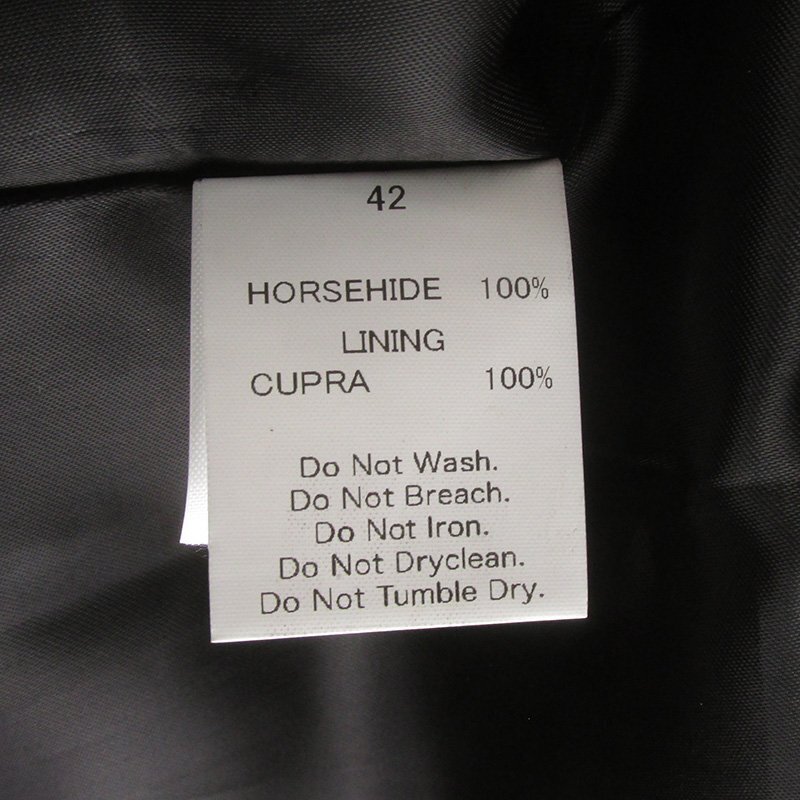 42
HORSEHIDE 100%
LINING
CUPRA 100%
Do Not Wash.
Do Not Breach.
Do Not Iron.
Do Not Dryclean.
Do Not Tumble Dry.